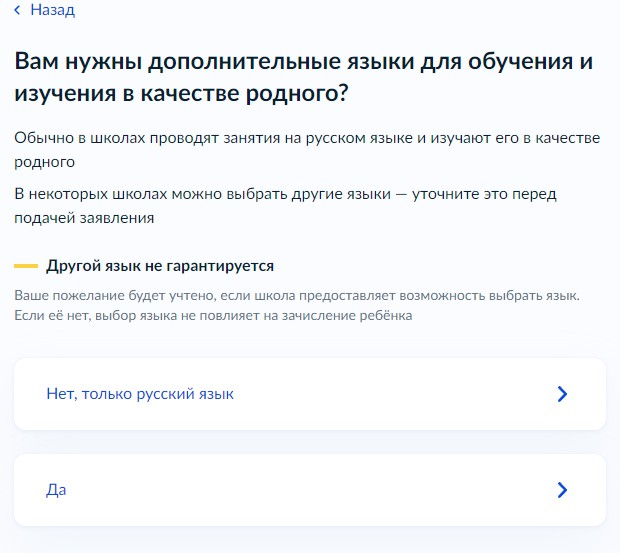 Назад
Вам нужны дополнительные языки для обучения и
изучения в качестве родного?
Обычно в школах проводят занятия на русском языке и изучают его в качестве
родного
В некоторых школах можно выбрать другие языки — уточните это перед
подачей заявления
Другой язык не гарантируется
Ваше пожелание будет учтено, если школа предоставляет возможность выбрать язык.
Если её нет, выбор языка не повлияет на зачисление ребёнка
Нет, только русский язык
Да